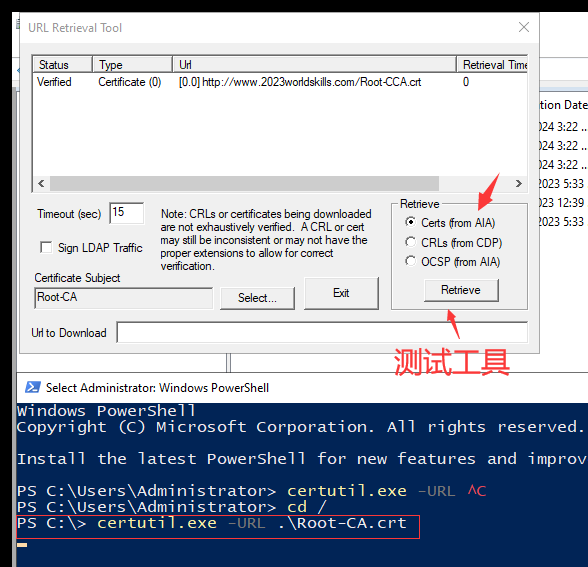 URL Retrieval Tool
Status Type Url Retrieval Time
Verified Certificate (0) [0.0] http://www.2023worldskills.com/Root-CCA.crt 0
tion Date
2024 3:22 ..
2024 3:22 ..
2024 3:22 ..
2023 5:33
2023 12:39
2023 5:33
Timeout (sec) 15
Sign LDAP Traffic
Note: CRLs or certificates being downloaded
are not exhaustively verified. A CRL or cert
may still be inconsistent or may not have the
proper extensions to allow for correct
verification.
Retrieve
Certs (from AIA)
CRLs (from CDP)
OCSP (from AIA)
Retrieve
Certificate Subject
Root-CA
Select...
Exit
Url to Download
测试工具
Select Administrator: Windows PowerShell
Windows PowerShell
Copyright (C) Microsoft Corporation. All rights reserved.
Install the latest PowerShell for new features and improv
PS C:\Users\Administrator> certutil.exe -URL ^C
PS C:\Users\Administrator> cd /
PS C:\> certutil.exe -URL .\Root-CA.crt